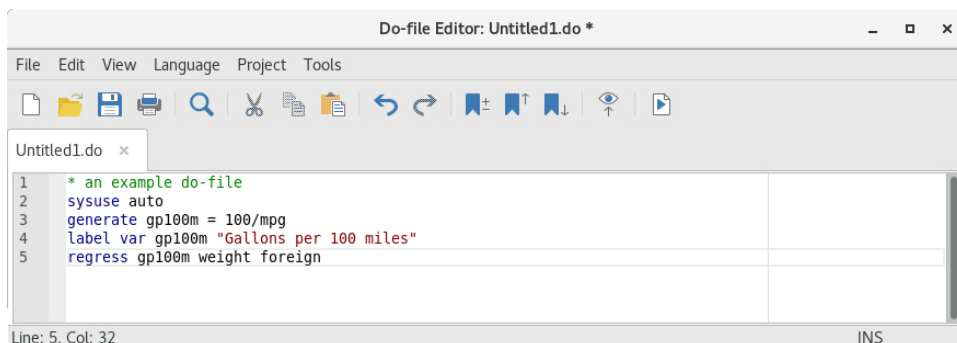 Do-file Editor: Untitled1.do *
File Edit View Language Project Tools
Untitled1.do ×
1 * an example do-file
2 sysuse auto
3 generate gp100m = 100/mpg
4 label var gp100m "Gallons per 100 miles"
5 regress gp100m weight foreign
Line: 5, Col: 32 INS